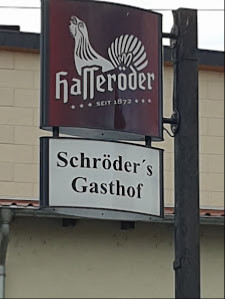 Hasseröder
SEIT 1872
Schröder´s
Gasthof